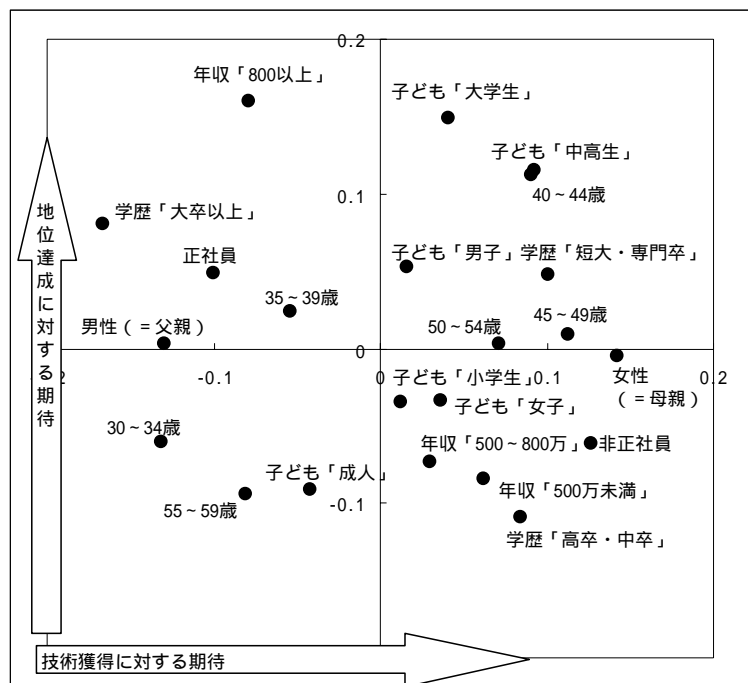 0.2
年収「800以上」
子ども「大学生」
子ども「中高生」
40～44歳
0.1
学歴「大卒以上」
正社員
子ども「男子」
学歴「短大・専門卒」
35～39歳
男性(=父親)
50～54歳
45～49歳
0
-0.1
0
0.1
0.2
子ども「小学生」
女性
(=母親)
子ども「女子」
30～34歳
年収「500～800万」
非正社員
子ども「成人」
55～59歳
年収「500万未満」
-0.1
学歴「高卒・中卒」
地位達成に対する期待
技術獲得に対する期待